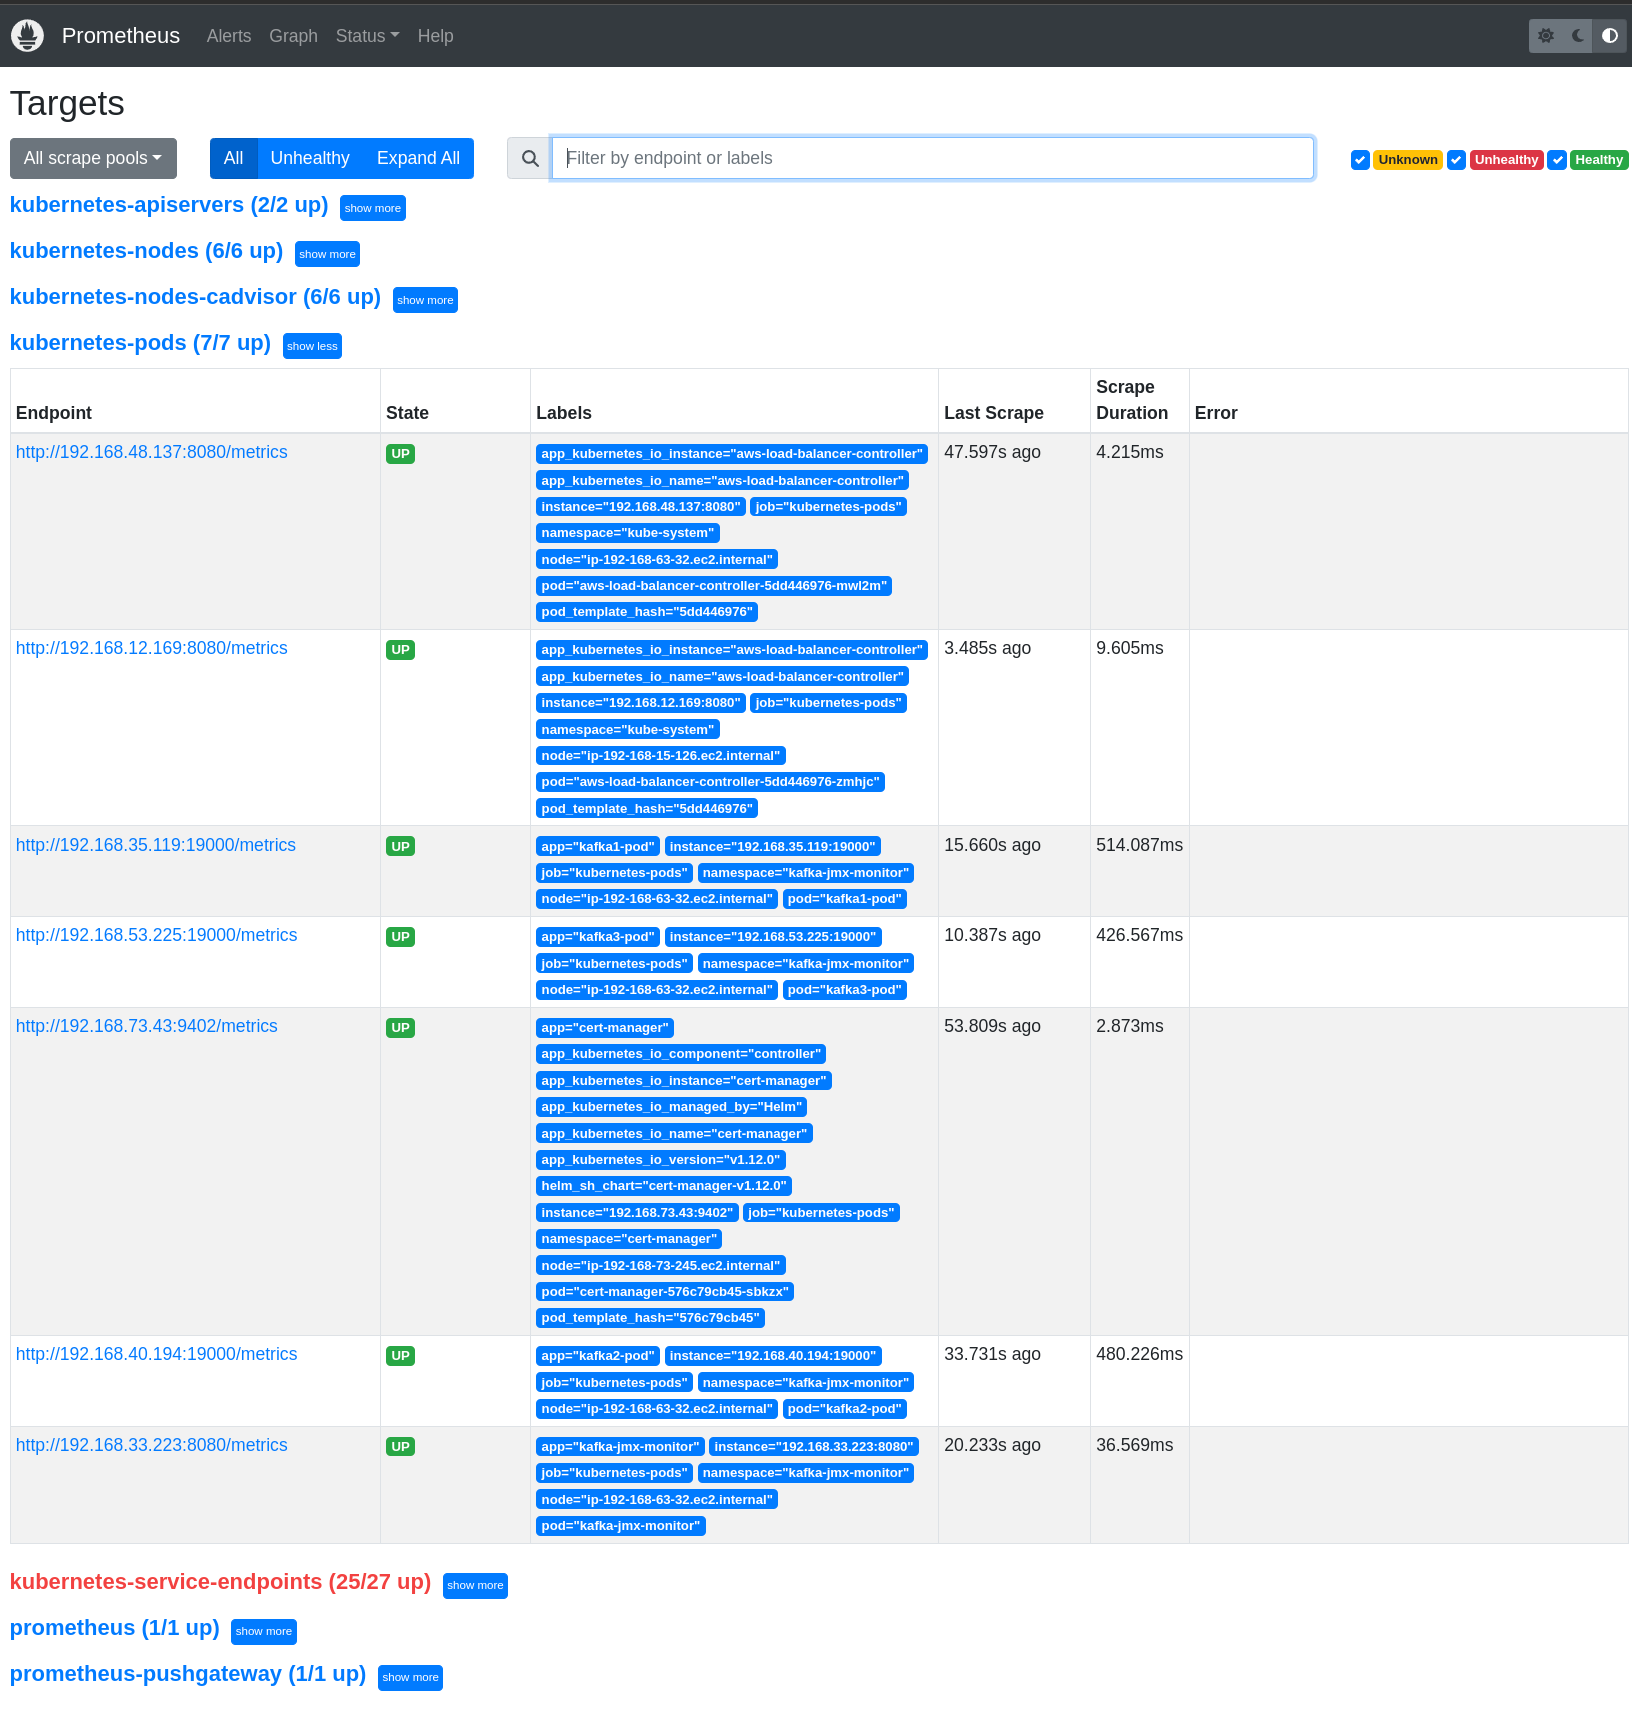 Prometheus Alerts Graph Status Help
Targets
All scrape pools All Unhealthy Expand All Filter by endpoint or labels Unknown Unhealthy Healthy
kubernetes-apiservers (2/2 up) show more
kubernetes-nodes (6/6 up) show more
kubernetes-nodes-cadvisor (6/6 up) show more
kubernetes-pods (7/7 up) show less
Endpoint State Labels Last Scrape Scrape Duration Error
http://192.168.48.137:8080/metrics UP app_kubernetes_io_instance="aws-load-balancer-controller" 47.597s ago 4.215ms
app_kubernetes_io_name="aws-load-balancer-controller"
instance="192.168.48.137:8080" job="kubernetes-pods"
namespace="kube-system"
node="ip-192-168-63-32.ec2.internal"
pod="aws-load-balancer-controller-5dd446976-mwl2m"
pod_template_hash="5dd446976"
http://192.168.12.169:8080/metrics UP app_kubernetes_io_instance="aws-load-balancer-controller" 3.485s ago 9.605ms
app_kubernetes_io_name="aws-load-balancer-controller"
instance="192.168.12.169:8080" job="kubernetes-pods"
namespace="kube-system"
node="ip-192-168-15-126.ec2.internal"
pod="aws-load-balancer-controller-5dd446976-zmhjc"
pod_template_hash="5dd446976"
http://192.168.35.119:19000/metrics UP app="kafka1-pod" instance="192.168.35.119:19000" 15.660s ago 514.087ms
job="kubernetes-pods" namespace="kafka-jmx-monitor"
node="ip-192-168-63-32.ec2.internal" pod="kafka1-pod"
http://192.168.53.225:19000/metrics UP app="kafka3-pod" instance="192.168.53.225:19000" 10.387s ago 426.567ms
job="kubernetes-pods" namespace="kafka-jmx-monitor"
node="ip-192-168-63-32.ec2.internal" pod="kafka3-pod"
http://192.168.73.43:9402/metrics UP app="cert-manager" 53.809s ago 2.873ms
app_kubernetes_io_component="controller"
app_kubernetes_io_instance="cert-manager"
app_kubernetes_io_managed_by="Helm"
app_kubernetes_io_name="cert-manager"
app_kubernetes_io_version="v1.12.0"
helm_sh_chart="cert-manager-v1.12.0"
instance="192.168.73.43:9402" job="kubernetes-pods"
namespace="cert-manager"
node="ip-192-168-73-245.ec2.internal"
pod="cert-manager-576c79cb45-sbkzx"
pod_template_hash="576c79cb45"
http://192.168.40.194:19000/metrics UP app="kafka2-pod" instance="192.168.40.194:19000" 33.731s ago 480.226ms
job="kubernetes-pods" namespace="kafka-jmx-monitor"
node="ip-192-168-63-32.ec2.internal" pod="kafka2-pod"
http://192.168.33.223:8080/metrics UP app="kafka-jmx-monitor" instance="192.168.33.223:8080" 20.233s ago 36.569ms
job="kubernetes-pods" namespace="kafka-jmx-monitor"
node="ip-192-168-63-32.ec2.internal"
pod="kafka-jmx-monitor"
kubernetes-service-endpoints (25/27 up) show more
prometheus (1/1 up) show more
prometheus-pushgateway (1/1 up) show more